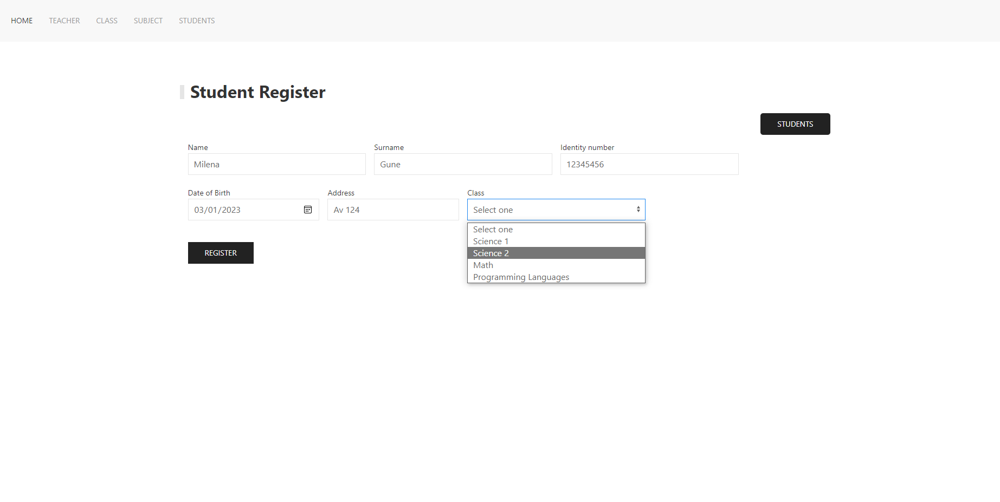 HOME TEACHER CLASS SUBJECT STUDENTS
Student Register
STUDENTS
Name Surname Identity number
Milena Gune 12345456
Date of Birth Address Class
03/01/2023 Av 124 Select one
Select one
Science 1
Science 2
Math
Programming Languages
REGISTER